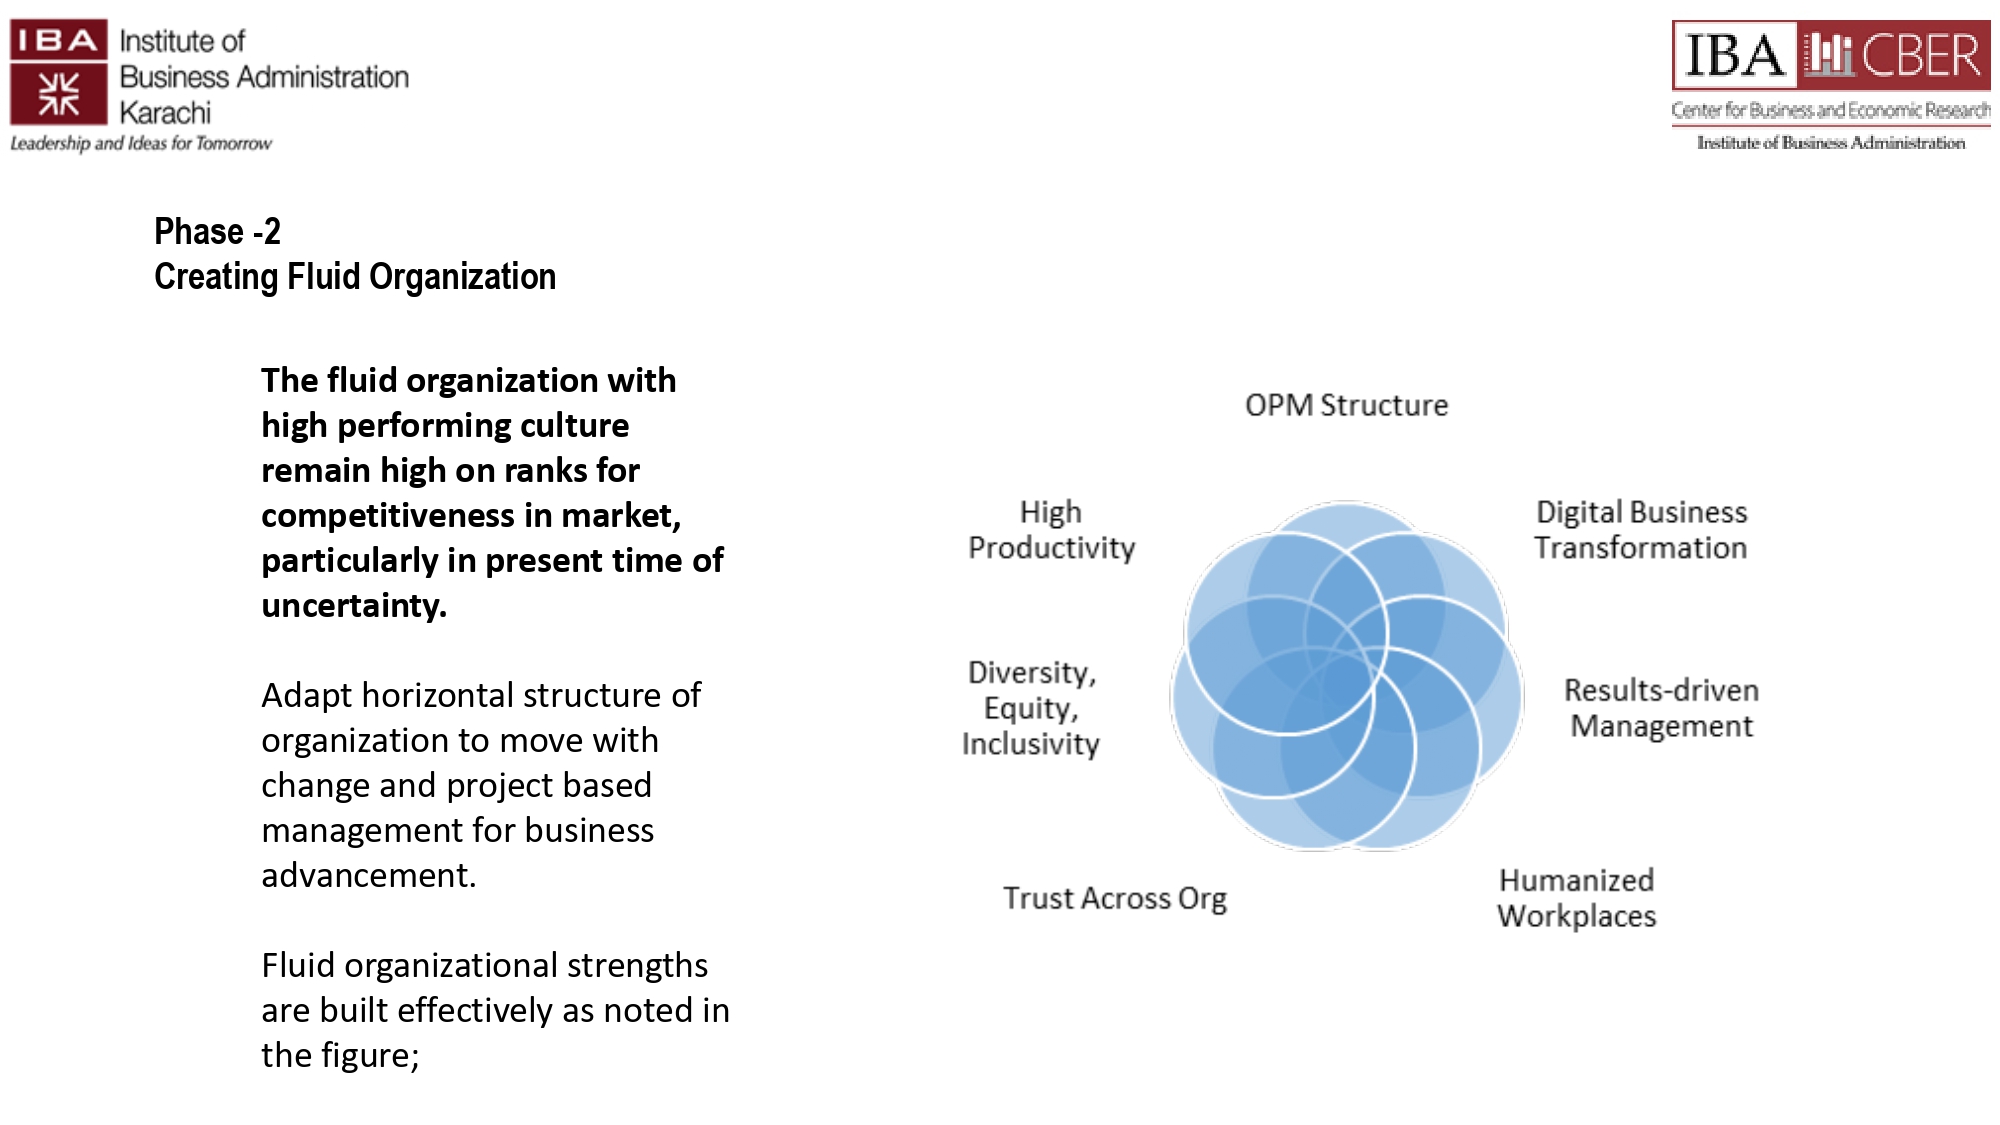 IBA
Institute of
Business Administration
Karachi
Leadership and Ideas for Tomorrow
IBA CBER
Center for Business and Economic Research
Institute of Business Administration
Phase -2
Creating Fluid Organization
The fluid organization with
high performing culture
remain high on ranks for
competitiveness in market,
particularly in present time of
uncertainty.
Adapt horizontal structure of
organization to move with
change and project based
management for business
advancement.
Fluid organizational strengths
are built effectively as noted in
the figure;
OPM Structure
Digital Business
Transformation
Results-driven
Management
Humanized
Workplaces
Trust Across Org
Diversity,
Equity,
Inclusivity
High
Productivity